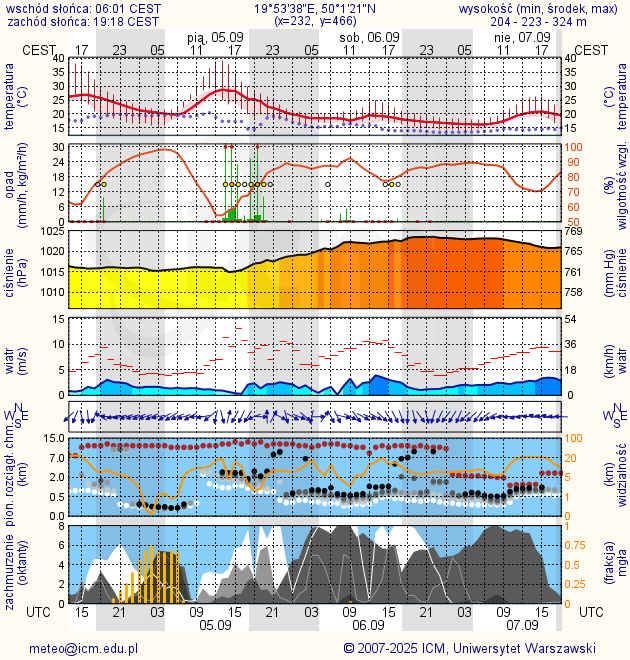 wschód słońca: 06:01 CEST 19°53'38"E, 50°1'21"N wysokość (min, środek, max)
zachód słońca: 19:18 CEST (x=232, y=466) 204 - 223 - 324 m
pią, 05.09 sob, 06.09 nie, 07.09
CEST 17 23 05 11 17 23 05 11 17 23 05 11 17 CEST
temperatura
(°C)
40
35
30
25
20
15
40
35
30
25
20
15
temperatura
(°C)
opad
(mm/h, kg/m²/h)
30
24
18
12
6
0
100
90
80
70
60
50
(%)
wilgotność wzgl.
ciśnienie
(hPa)
1025
1020
1015
1010
769
765
761
758
(mm Hg)
ciśnienie
wiatr
(m/s)
15
10
5
0
54
36
18
0
(km/h)
wiatr
N
W E
S
N
W E
S
pion. rozciągł. chm.
(km)
15.0
7.0
2.0
0.5
0.0
100
20
5
1
0
(km)
widzialność
zachmurzenie
(oktanty)
8
6
4
2
0
1
0.75
0.5
0.25
0
(frakcja)
mgła
UTC 15 21 03 09 15 21 03 09 15 21 03 09 15 UTC
05.09 06.09 07.09
meteo@icm.edu.pl © 2007-2025 ICM, Uniwersytet Warszawski